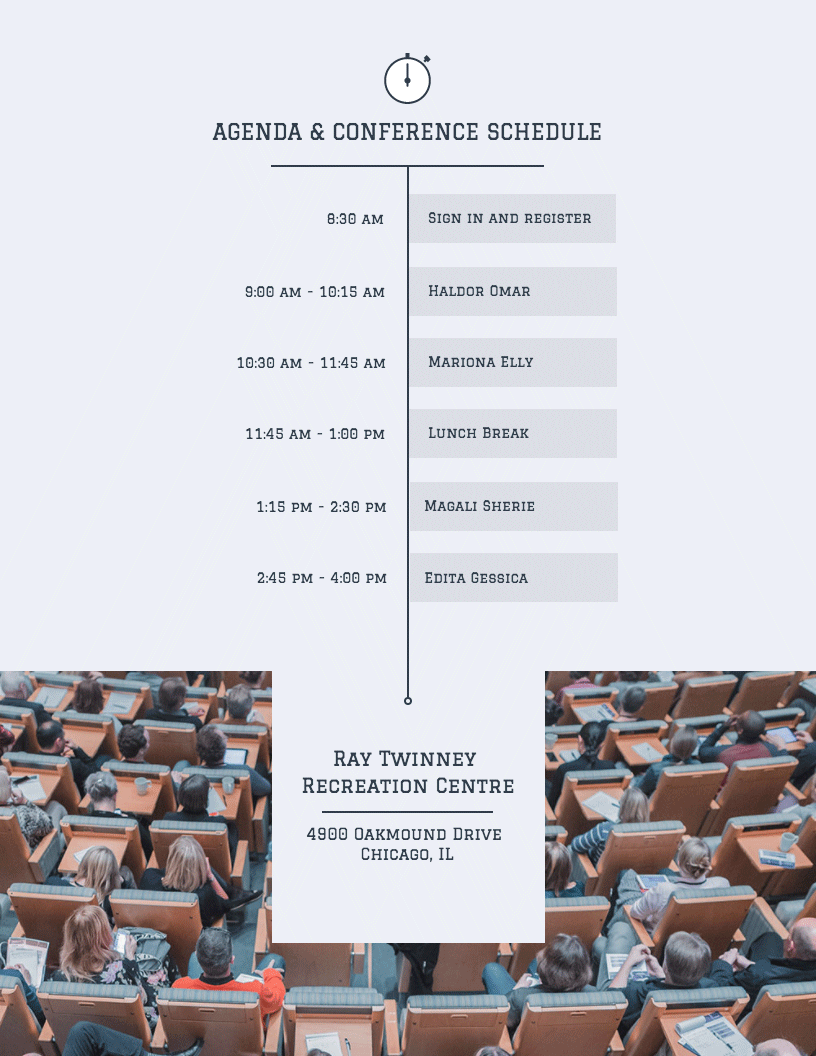 AGENDA & CONFERENCE SCHEDULE
8:30 AM SIGN IN AND REGISTER
9:00 AM - 10:15 AM HALDOR OMAR
10:30 AM - 11:45 AM MARIONA ELLY
11:45 AM - 1:00 PM LUNCH BREAK
1:15 PM - 2:30 PM MAGALI SHERIE
2:45 PM - 4:00 PM EDITA GESSICA
RAY TWINNEY
RECREATION CENTRE
4900 OAKMOUND DRIVE
CHICAGO, IL